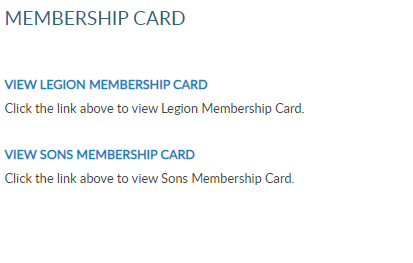 MEMBERSHIP CARD
VIEW LEGION MEMBERSHIP CARD
Click the link above to view Legion Membership Card.
VIEW SONS MEMBERSHIP CARD
Click the link above to view Sons Membership Card.